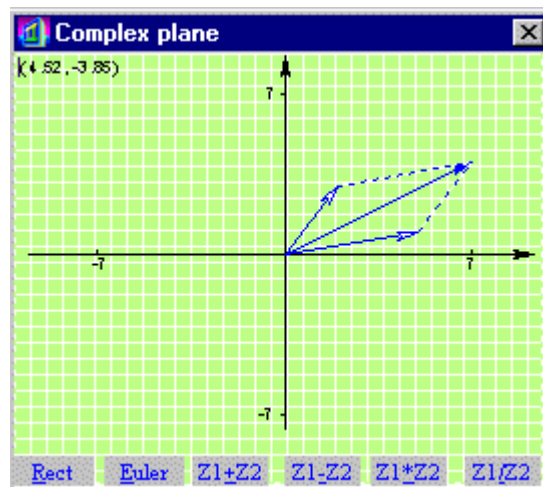 Complex plane
(4.52,-3.85)
7
-7
7
-7
Rect Euler Z1+Z2 Z1-Z2 Z1*Z2 Z1/Z2